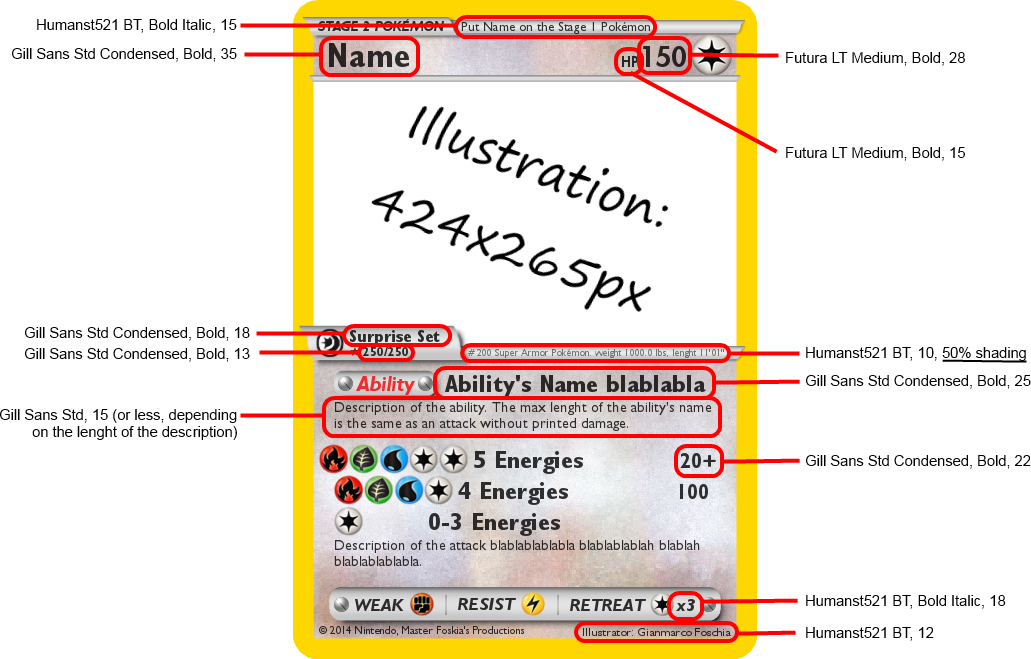 Humanst521 BT, Bold Italic, 15
STAGE 2 POKÉMON Put Name on the Stage 1 Pokémon
Gill Sans Std Condensed, Bold, 35
Name
HP 150
Futura LT Medium, Bold, 28
Futura LT Medium, Bold, 15
Illustration:
424x265px
Gill Sans Std Condensed, Bold, 18
Surprise Set
Gill Sans Std Condensed, Bold, 13
250/250
#200 Super Armor Pokémon. weight 1000.0 lbs, lenght 11'01"
Humanst521 BT, 10, 50% shading
Ability Ability's Name blablabla
Gill Sans Std Condensed, Bold, 25
Gill Sans Std, 15 (or less, depending
on the lenght of the description)
Description of the ability. The max lenght of the ability's name
is the same as an attack without printed damage.
5 Energies 20+
Gill Sans Std Condensed, Bold, 22
4 Energies 100
0-3 Energies
Description of the attack blablablablabla blablablablah blablah
blablablablabla.
WEAK RESIST RETREAT x3
Humanst521 BT, Bold Italic, 18
© 2014 Nintendo, Master Foskia's Productions Illustrator: Gianmarco Foschia
Humanst521 BT, 12